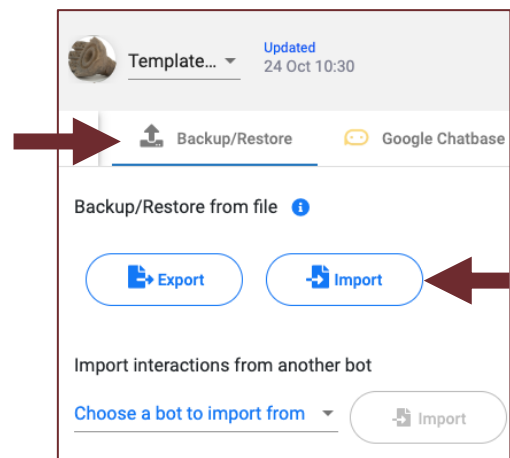 Template...
Updated
24 Oct 10:30
Backup/Restore
Google Chatbase
Backup/Restore from file
Export
Import
Import interactions from another bot
Choose a bot to import from
Import